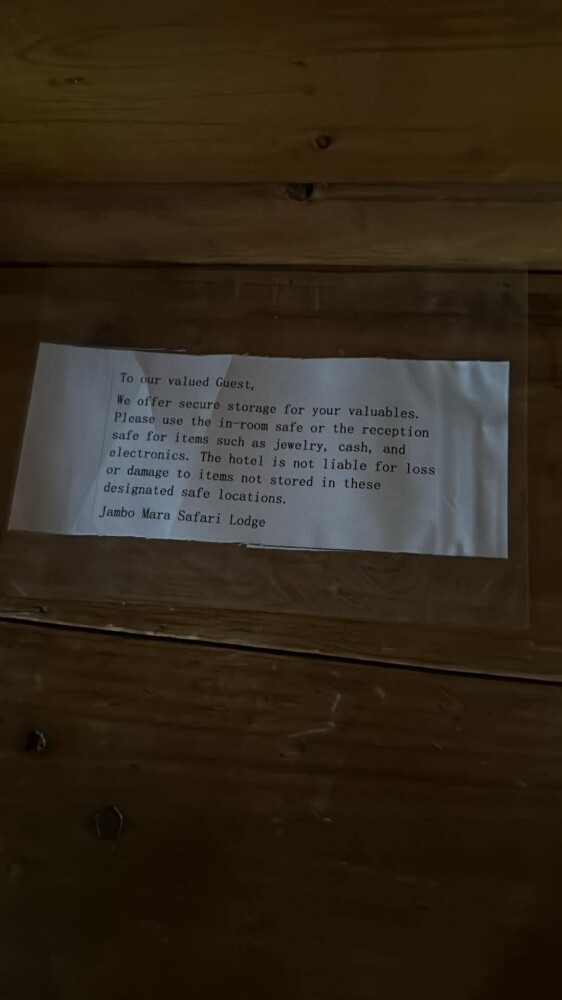 To our valued Guest,
We offer secure storage for your valuables.
Please use the in-room safe or the reception
safe for items such as jewelry, cash, and
electronics. The hotel is not liable for loss
or damage to items not stored in these
designated safe locations.
Jambo Mara Safari Lodge